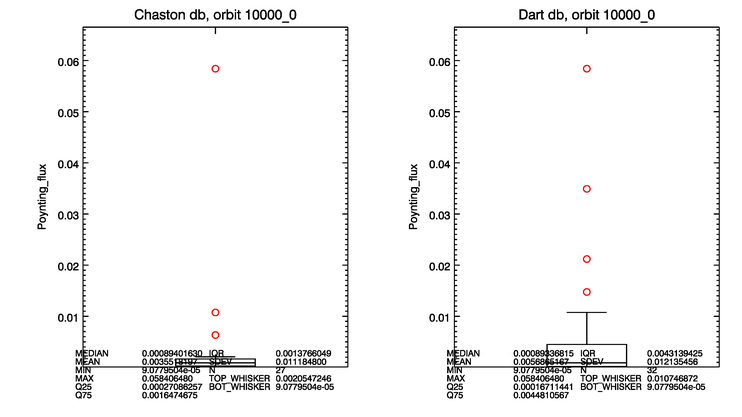 Chaston db, orbit 10000_0
0.06
0.05
0.04
0.03
0.02
0.01
Poynting_flux
MEDIAN 0.00089401630 IQR 0.0013766049
MEAN SDEV 0.011184800
MIN 9.0779504e-05 N 27
MAX 0.058406480 TOP_WHISKER 0.0020547246
Q25 0.00027086257 BOT_WHISKER 9.0779504e-05
Q75 0.0016474675
Dart db, orbit 10000_0
0.06
0.05
0.04
0.03
0.02
0.01
Poynting_flux
MEDIAN 0.00089336815 IQR 0.0043139425
MEAN SDEV 0.012135456
MIN 9.0779504e-05 N 32
MAX 0.058406480 TOP_WHISKER 0.010746872
Q25 0.00016711441 BOT_WHISKER 9.0779504e-05
Q75 0.0044810567